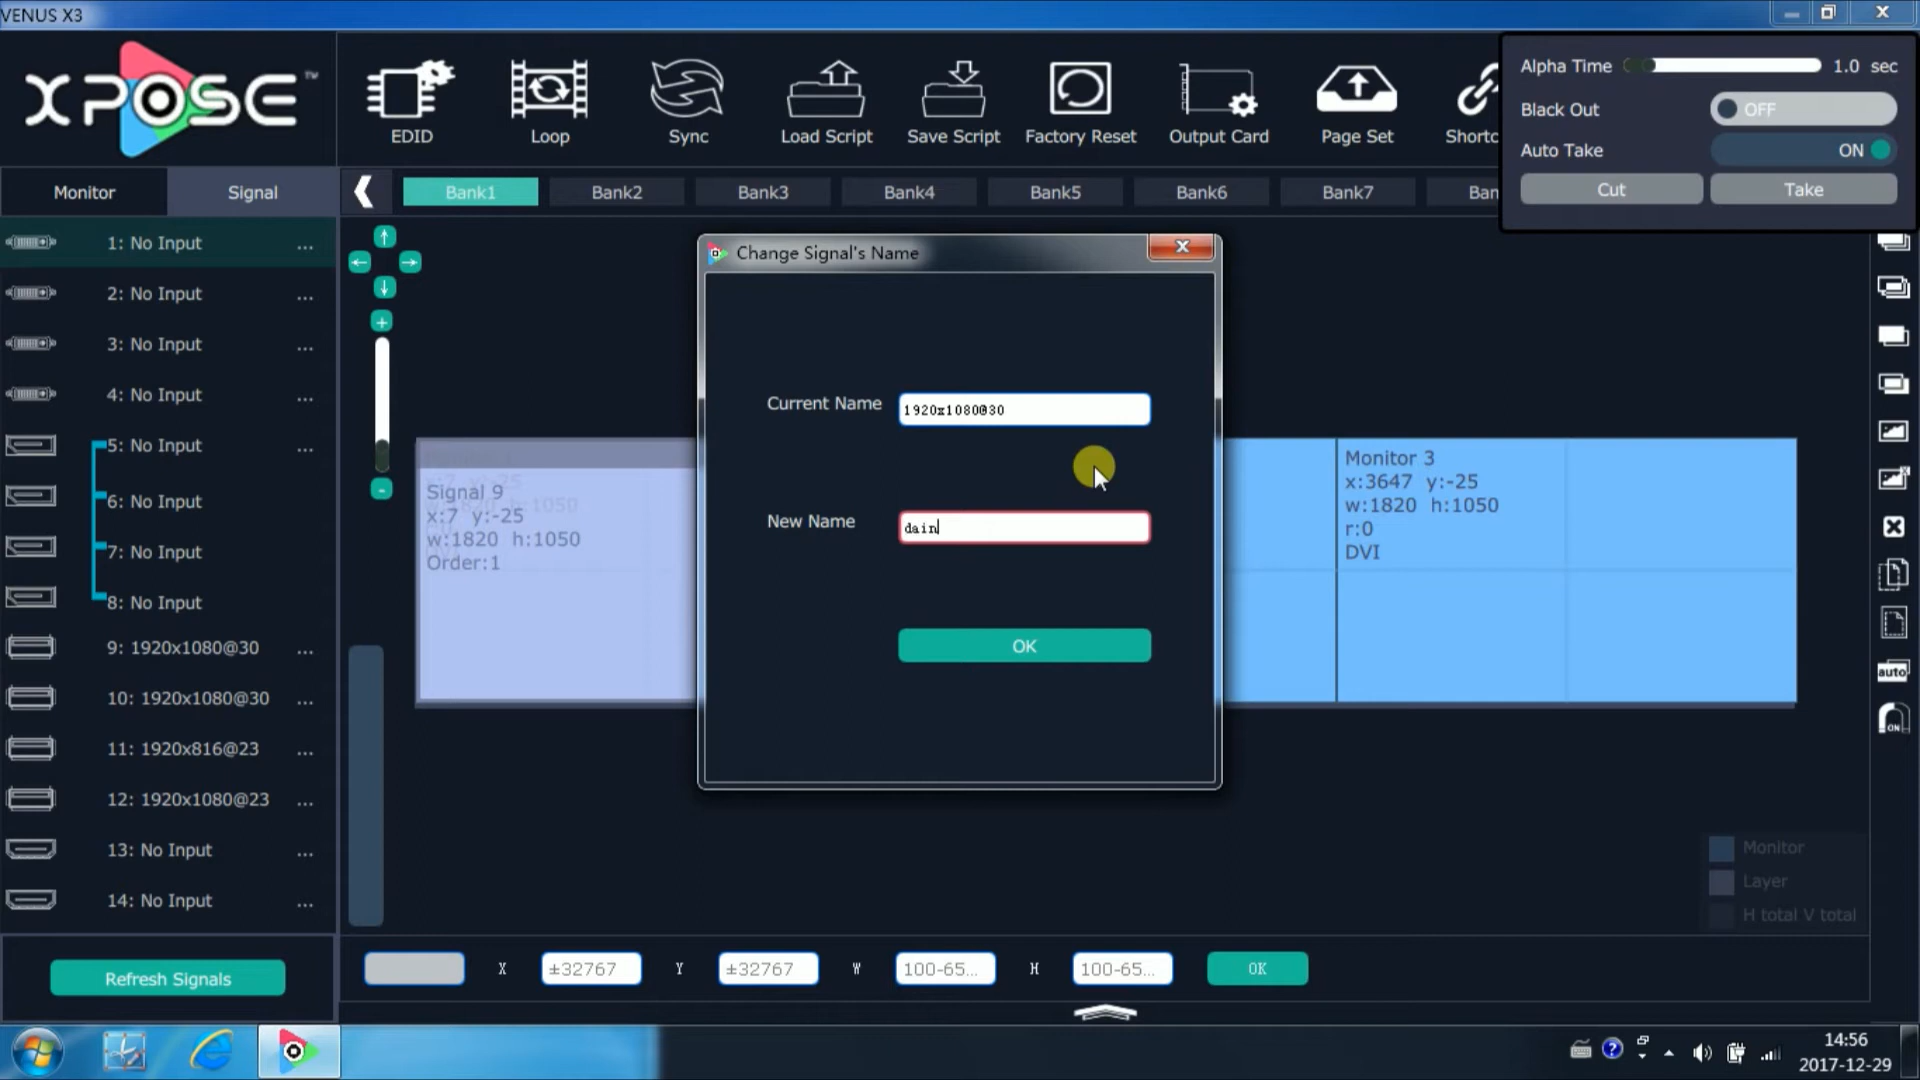 VENUS X3
XPOSE TM
EDID
Loop
Sync
Load Script
Save Script
Factory Reset
Output Card
Page Set
Shortc
Alpha Time 1.0 sec
Black Out OFF
Auto Take ON
Cut Take
Monitor Signal
Bank1 Bank2 Bank3 Bank4 Bank5 Bank6 Bank7 Ban
1: No Input ...
2: No Input ...
3: No Input ...
4: No Input ...
5: No Input ...
6: No Input
7: No Input
8: No Input
9: 1920x1080@30 ...
10: 1920x1080@30 ...
11: 1920x816@23 ...
12: 1920x1080@23 ...
13: No Input ...
14: No Input ...
Refresh Signals
Signal 9
x:7 y:-25
w:1820 h:1050
Order:1
Change Signal's Name
Current Name 1920x1080@30
New Name dain
OK
Monitor 3
x:3647 y:-25
w:1820 h:1050
r:0
DVI
auto
ON
Monitor
Layer
H total V total
X ±32767 Y ±32767 W 100-65... H 100-65... OK
14:56
2017-12-29